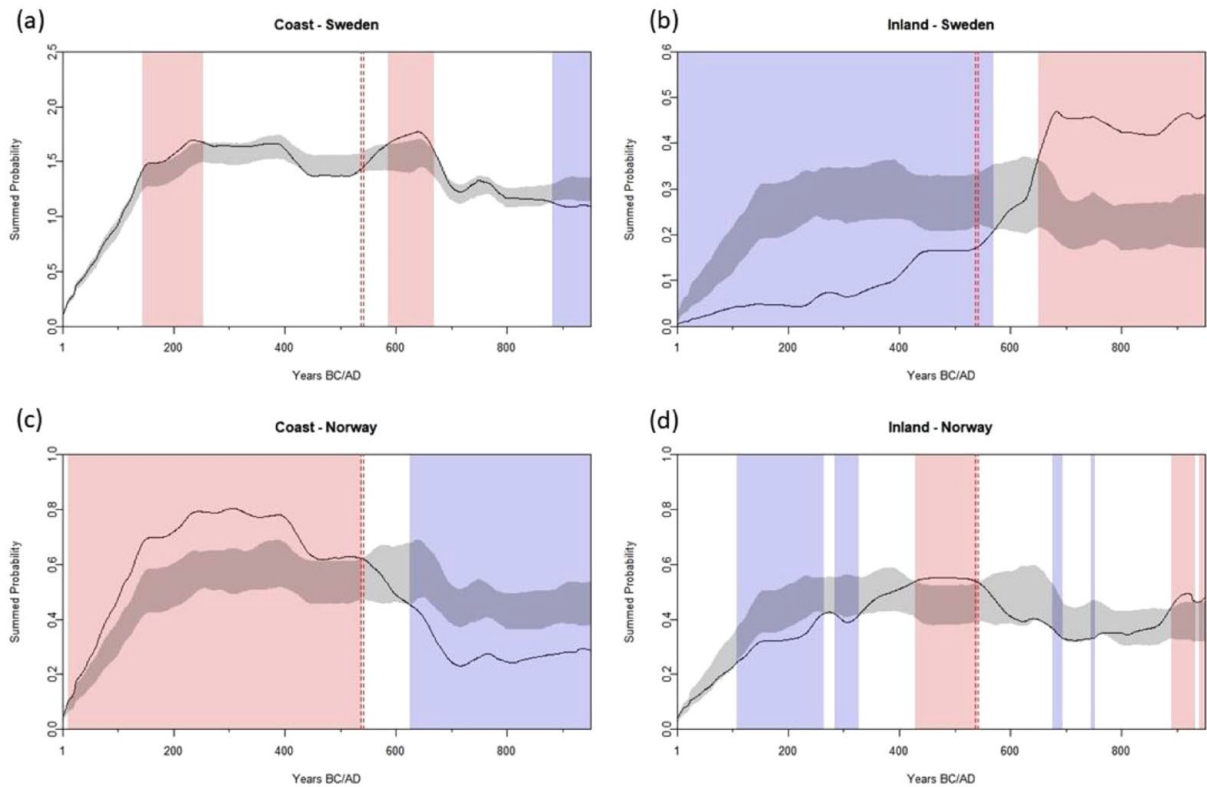 (a)
Coast - Sweden
Summed Probability
2.5
2.0
1.5
1.0
0.5
0.0
1 200 400 600 800
Years BC/AD
(b)
Inland - Sweden
Summed Probability
0.6
0.5
0.4
0.3
0.2
0.1
0.0
1 200 400 600 800
Years BC/AD
(c)
Coast - Norway
Summed Probability
1.0
0.8
0.6
0.4
0.2
0.0
1 200 400 600 800
Years BC/AD
(d)
Inland - Norway
Summed Probability
1.0
0.8
0.6
0.4
0.2
0.0
1 200 400 600 800
Years BC/AD